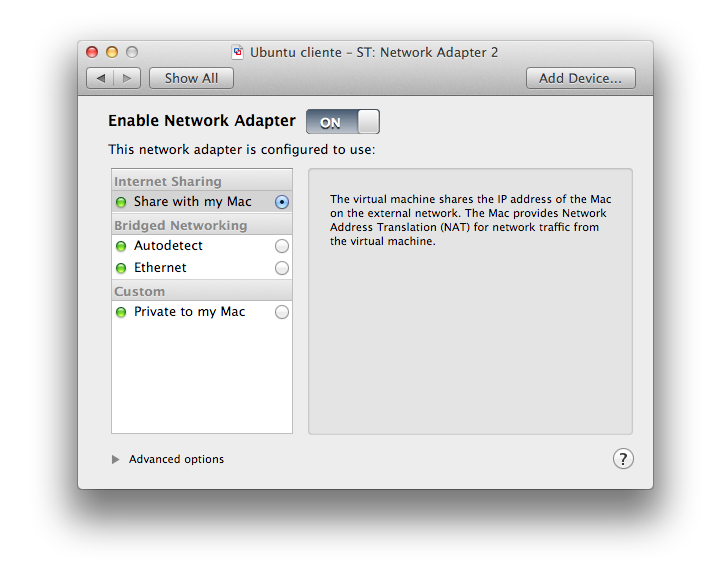 Ubuntu cliente – ST: Network Adapter 2
Show All
Add Device...
Enable Network Adapter
ON
This network adapter is configured to use:
Internet Sharing
Share with my Mac
Bridged Networking
Autodetect
Ethernet
Custom
Private to my Mac
The virtual machine shares the IP address of the Mac
on the external network. The Mac provides Network
Address Translation (NAT) for network traffic from
the virtual machine.
Advanced options
?